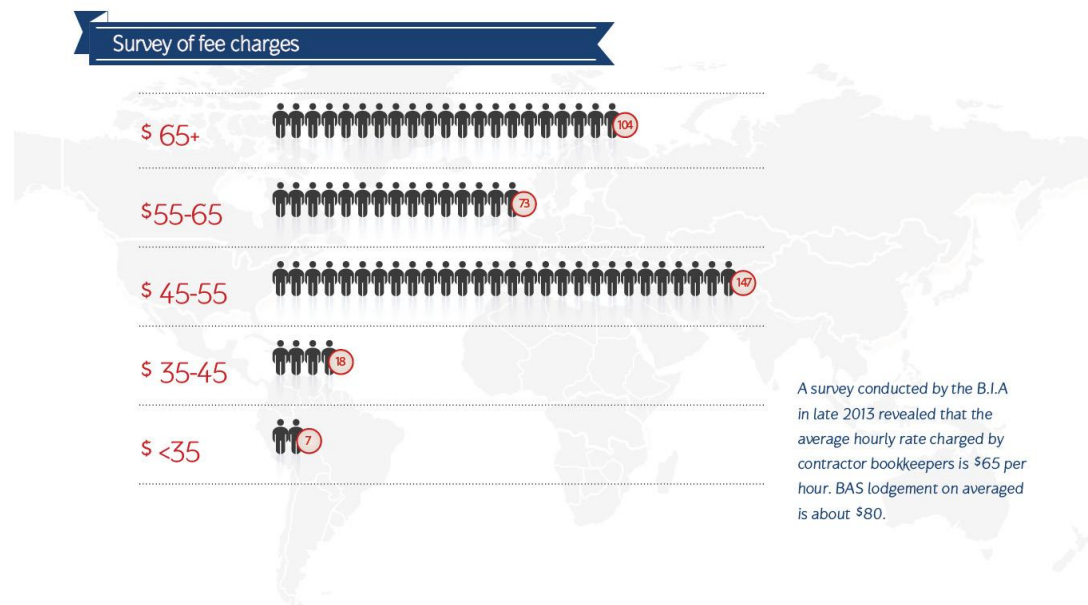 Survey of fee charges
$ 65+
104
$55-65
73
$ 45-55
147
$ 35-45
18
$ <35
7
A survey conducted by the B.I.A
in late 2013 revealed that the
average hourly rate charged by
contractor bookkeepers is $65 per
hour. BAS lodgement on averaged
is about $80.